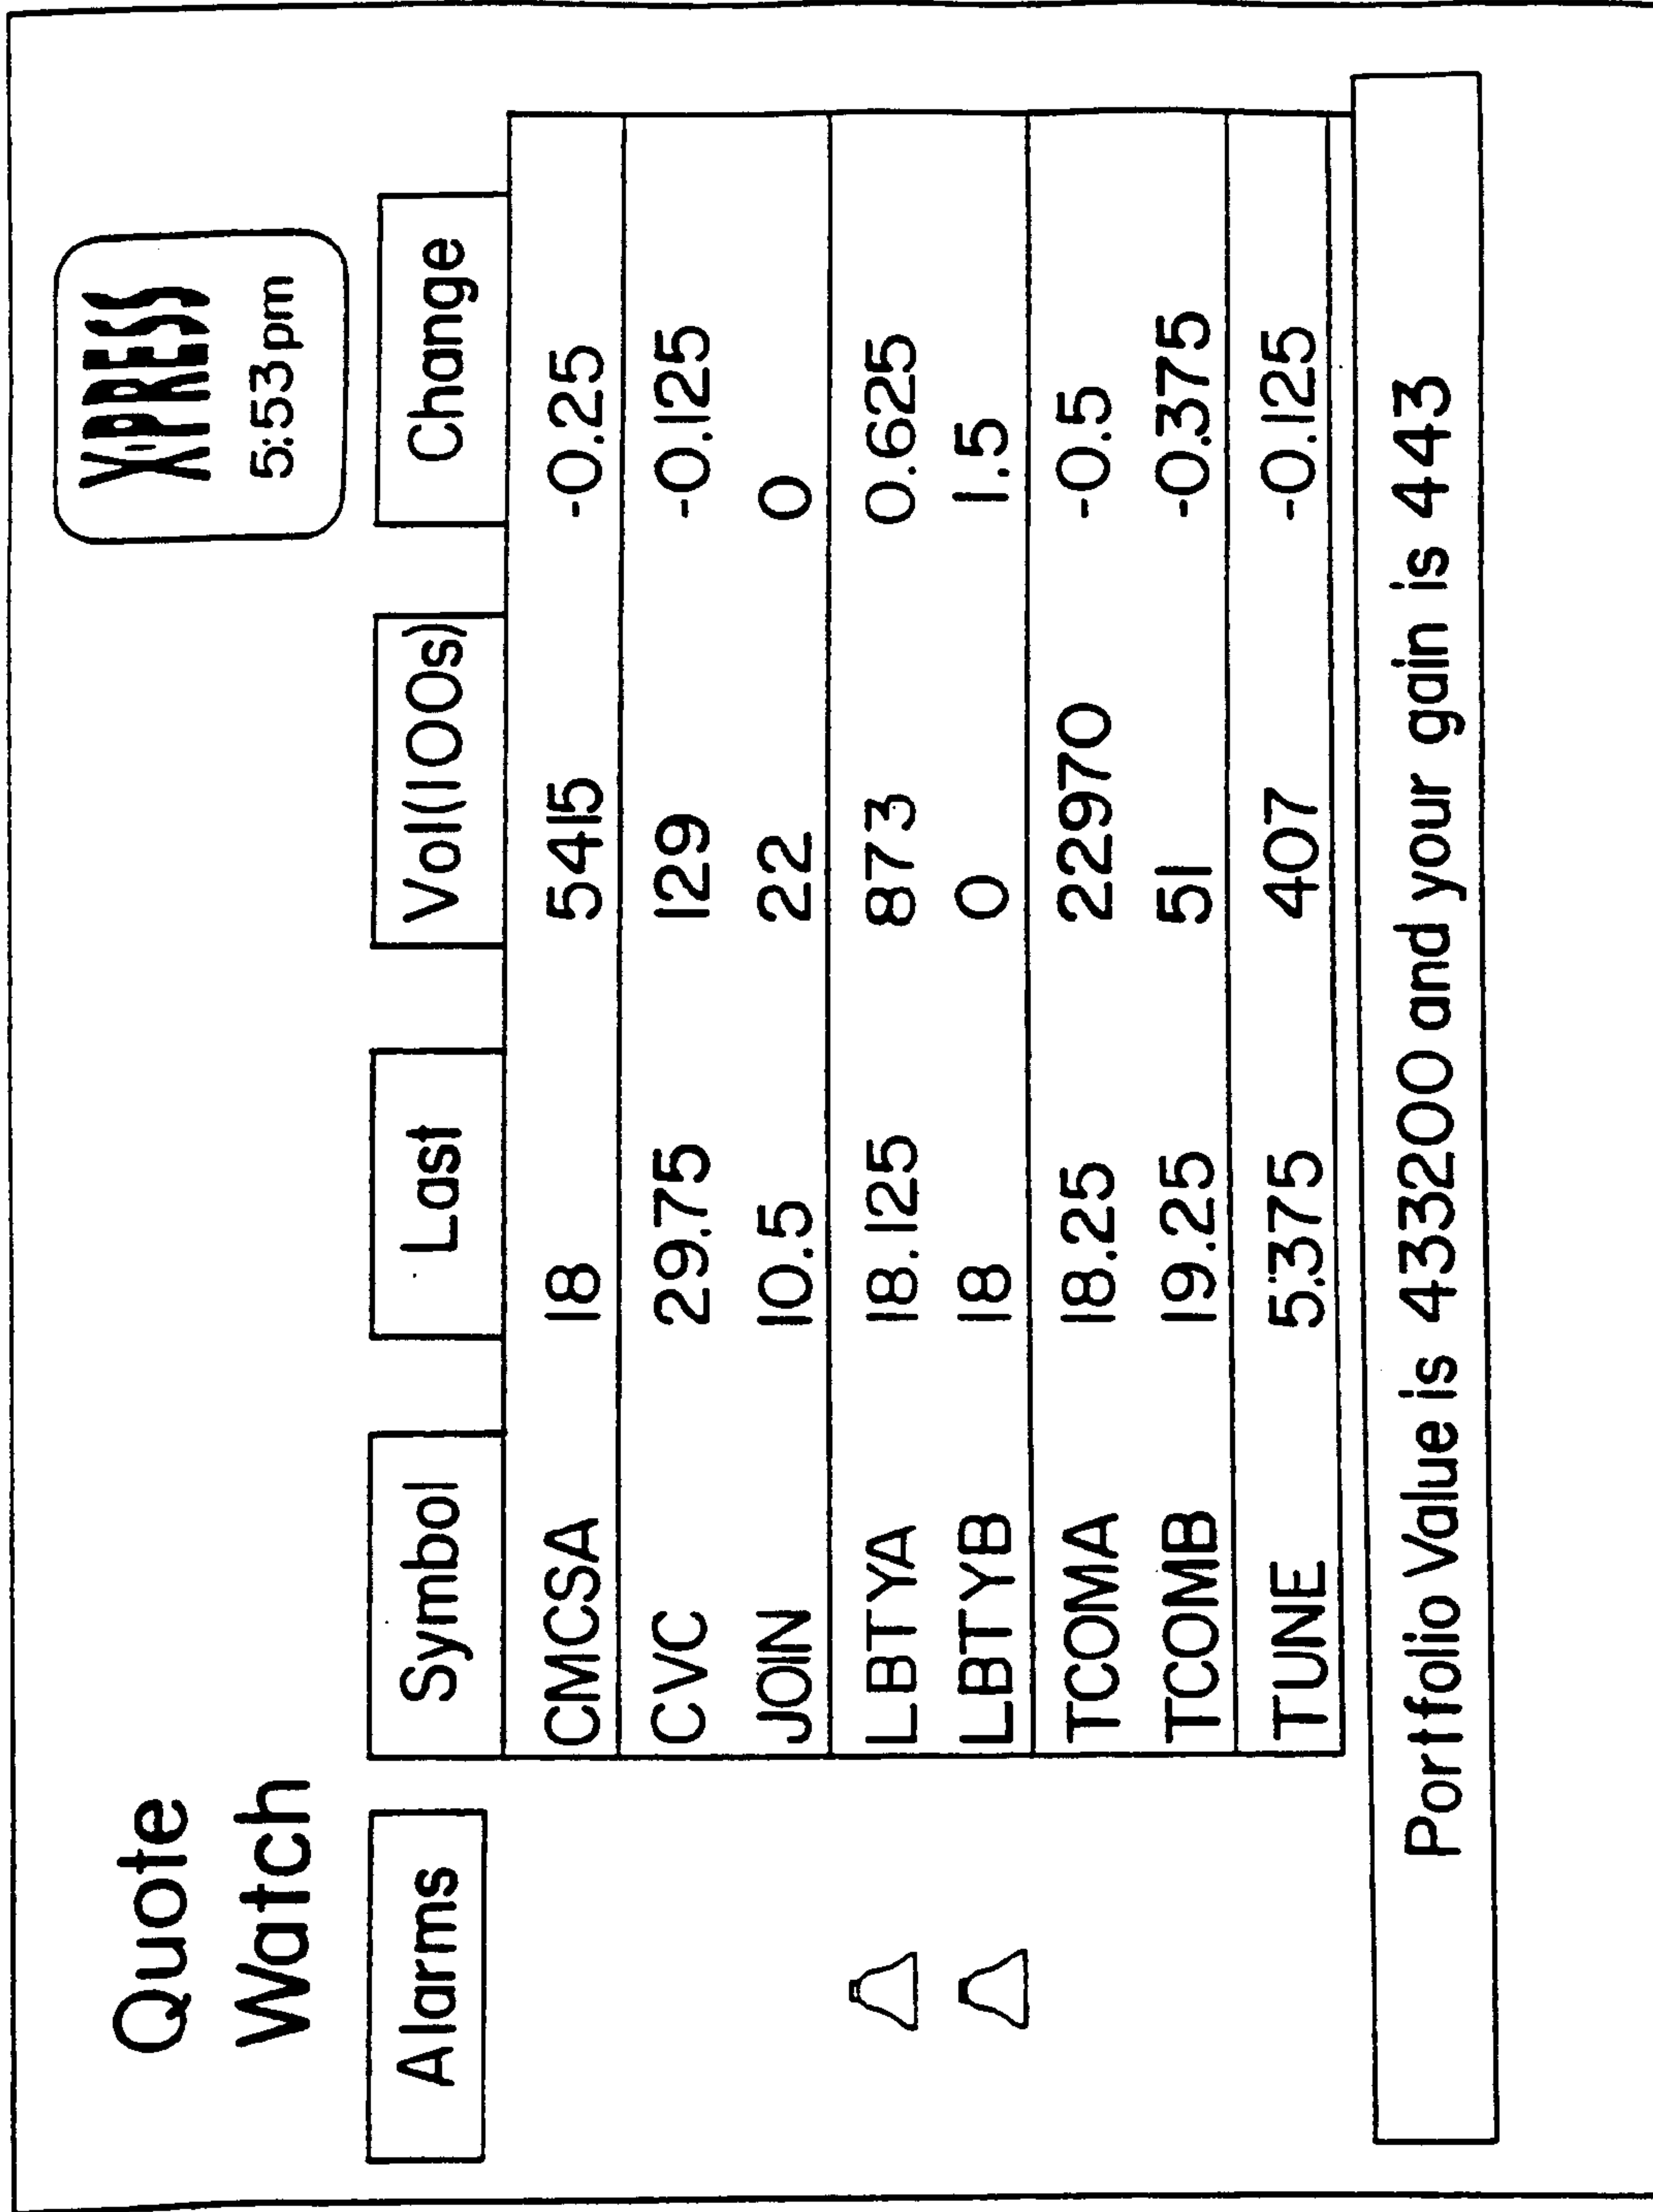 Quote
Watch
X·PRESS
5:53pm
Alarms Symbol Last Vol(100s) Change
CMCSA 18 5415 -0.25
CVC 29.75 129 -0.125
JOIN 10.5 22 0
LBTYA 18.125 873 0.625
LBTYB 18 0 1.5
TCOMA 18.25 22970 -0.5
TCOMB 19.25 51 -0.375
TUNE 5.375 407 -0.125
Portfolio Value is 433200 and your gain is 443